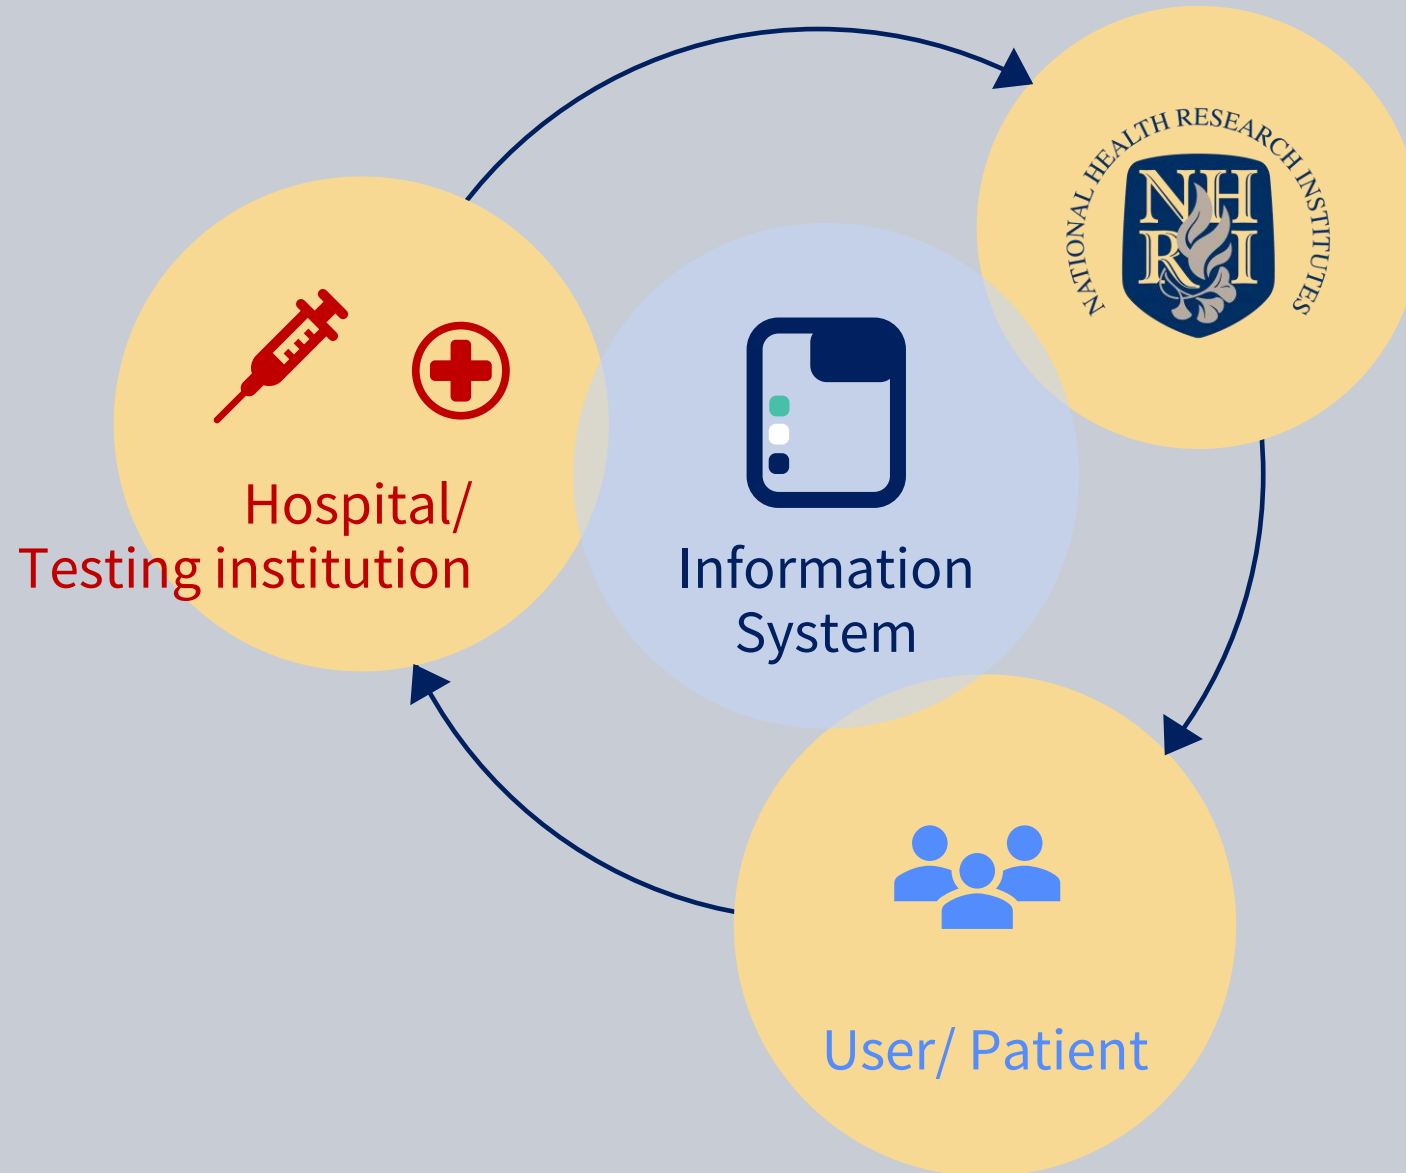 NATIONAL HEALTH RESEARCH INSTITUTES
NH
RI
Hospital/
Testing institution
Information
System
User/ Patient